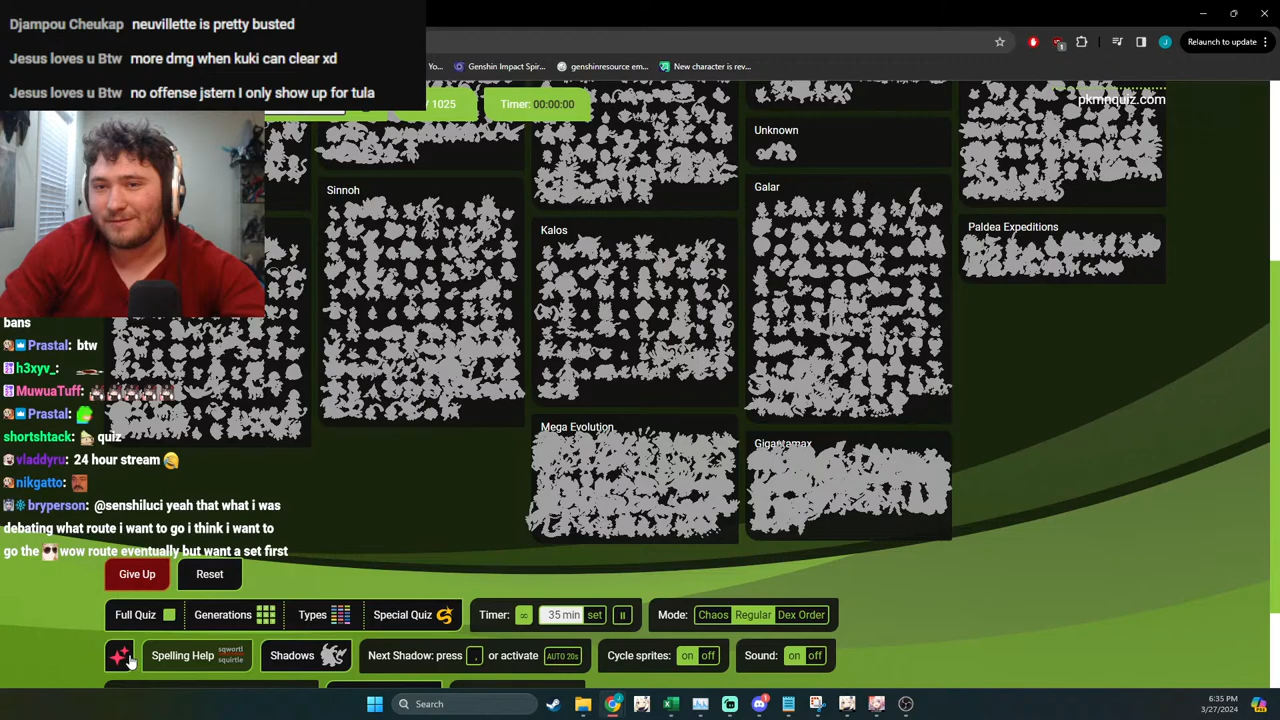 Djampou Cheukap neuvillette is pretty busted
Jesus loves u Btw more dmg when kuki can clear xd
Jesus loves u Btw no offense jstern I only show up for tula
Relaunch to update
Yo...
Genshin Impact Spir...
genshinresource em...
New character is rev...
/ 1025
Timer: 00:00:00
pkmnquiz.com
Unknown
Sinnoh
Galar
Kalos
Paldea Expeditions
Mega Evolution
Gigantamax
bans
Prastal: btw
h3xyv_:
MuwuaTuff:
Prastal:
shortshtack: quiz
vladdyru: 24 hour stream
nikgatto:
bryperson: @senshiluci yeah that what i was
debating what route i want to go i think i want to
go the wow route eventually but want a set first
Give Up
Reset
Full Quiz
Generations
Types
Special Quiz
Timer: ∞ 35 min set
Mode: Chaos Regular Dex Order
Spelling Help sqwortl squirtle
Shadows
Next Shadow: press , or activate AUTO 20s
Cycle sprites: on off
Sound: on off
Search
6:35 PM
3/27/2024